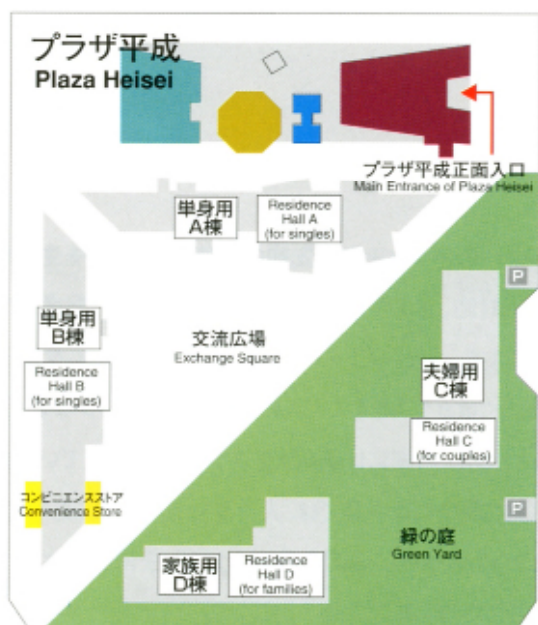 プラザ平成
Plaza Heisei
プラザ平成正面入口
Main Entrance of Plaza Heisei
単身用
A棟
Residence
Hall A
(for singles)
P
単身用
B棟
Residence
Hall B
(for singles)
交流広場
Exchange Square
夫婦用
C棟
Residence
Hall C
(for couples)
コンビニエンスストア
Convenience Store
P
緑の庭
Green Yard
家族用
D棟
Residence
Hall D
(for families)